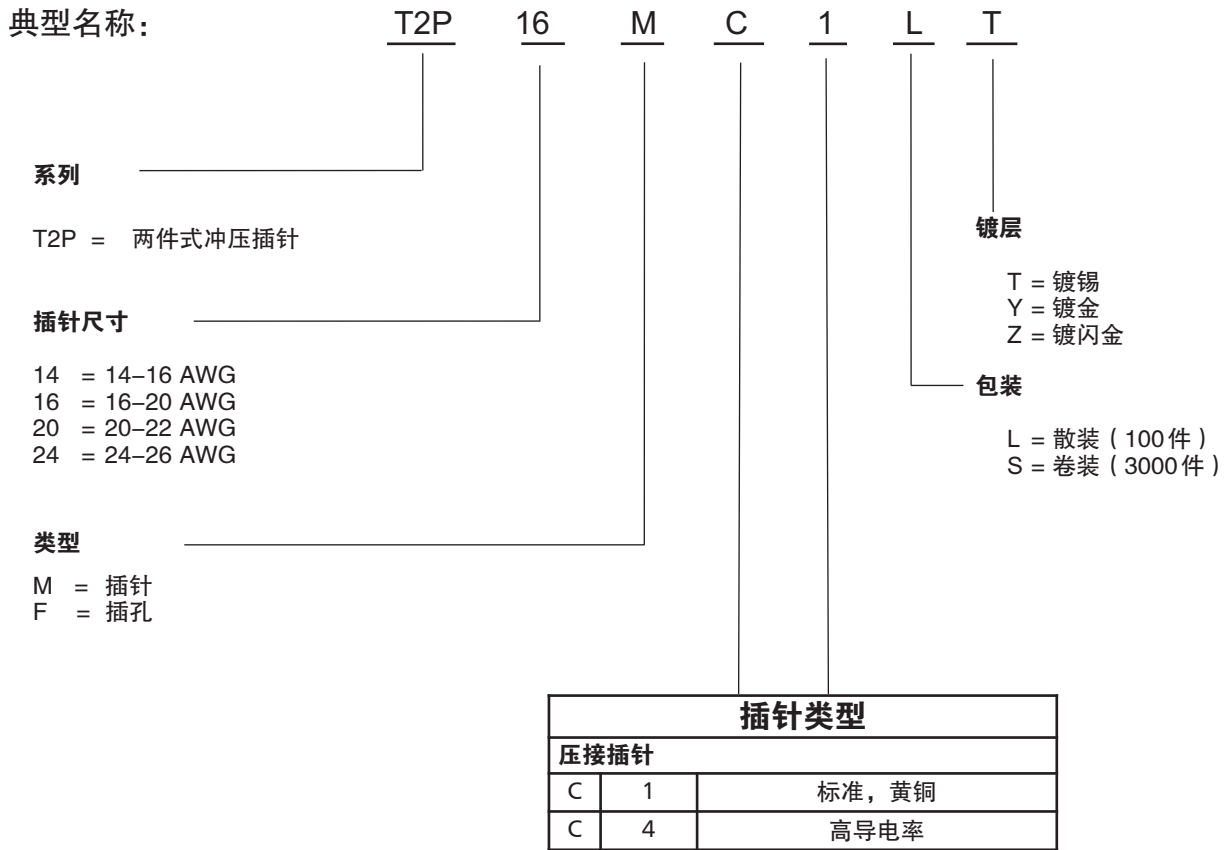 典型名称: T2P 16 M C 1 L T
系列
T2P = 两件式冲压插针
镀层
T = 镀锡
Y = 镀金
Z = 镀闪金
插针尺寸
14 = 14–16 AWG
16 = 16–20 AWG
20 = 20–22 AWG
24 = 24–26 AWG
包装
L = 散装(100件)
S = 卷装(3000件)
类型
M = 插针
F = 插孔
插针类型
压接插针
C 1 标准，黄铜
C 4 高导电率